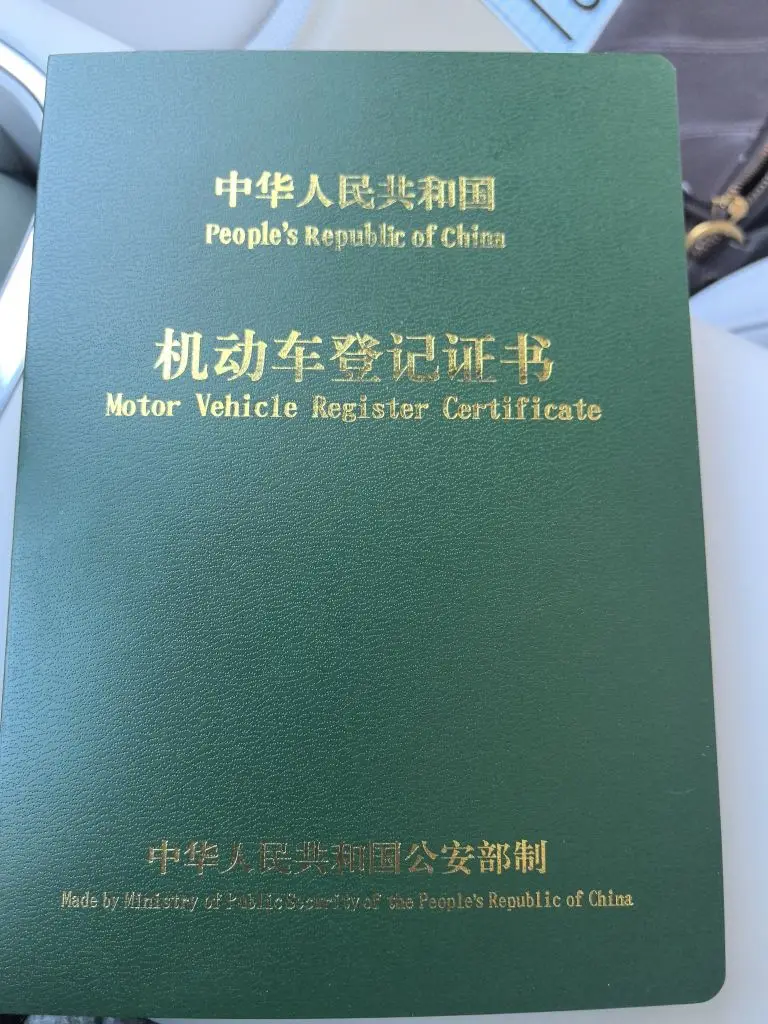 中华人民共和国
People's Republic of China
机动车登记证书
Motor Vehicle Register Certificate
中华人民共和国公安部制
Made by Ministry of Public Security of the People's Republic of China